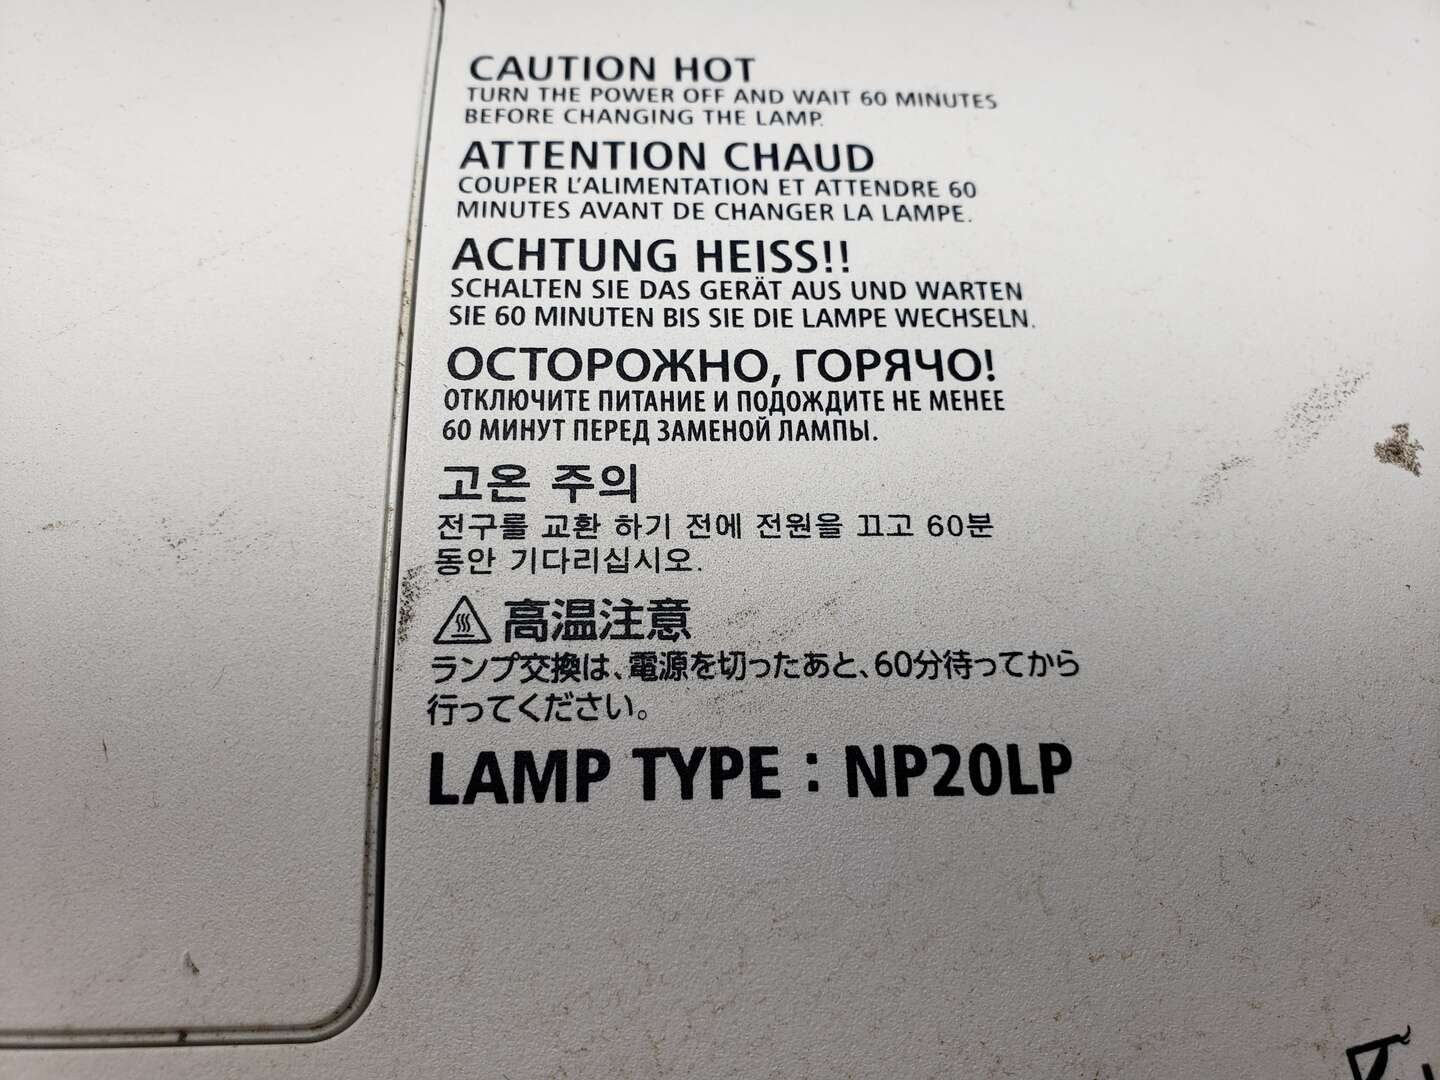 CAUTION HOT
TURN THE POWER OFF AND WAIT 60 MINUTES
BEFORE CHANGING THE LAMP.
ATTENTION CHAUD
COUPER L'ALIMENTATION ET ATTENDRE 60
MINUTES AVANT DE CHANGER LA LAMPE.
ACHTUNG HEISS!!
SCHALTEN SIE DAS GERÄT AUS UND WARTEN
SIE 60 MINUTEN BIS SIE DIE LAMPE WECHSELN.
ОСТОРОЖНО, ГОРЯЧО!
ОТКЛЮЧИТЕ ПИТАНИЕ И ПОДОЖДИТЕ НЕ МЕНЕЕ
60 МИНУТ ПЕРЕД ЗАМЕНОЙ ЛАМПЫ.
고온 주의
전구를 교환 하기 전에 전원을 끄고 60분
동안 기다리십시오.
高温注意
ランプ交換は、電源を切ったあと、60分待ってから
行ってください。
LAMP TYPE : NP20LP